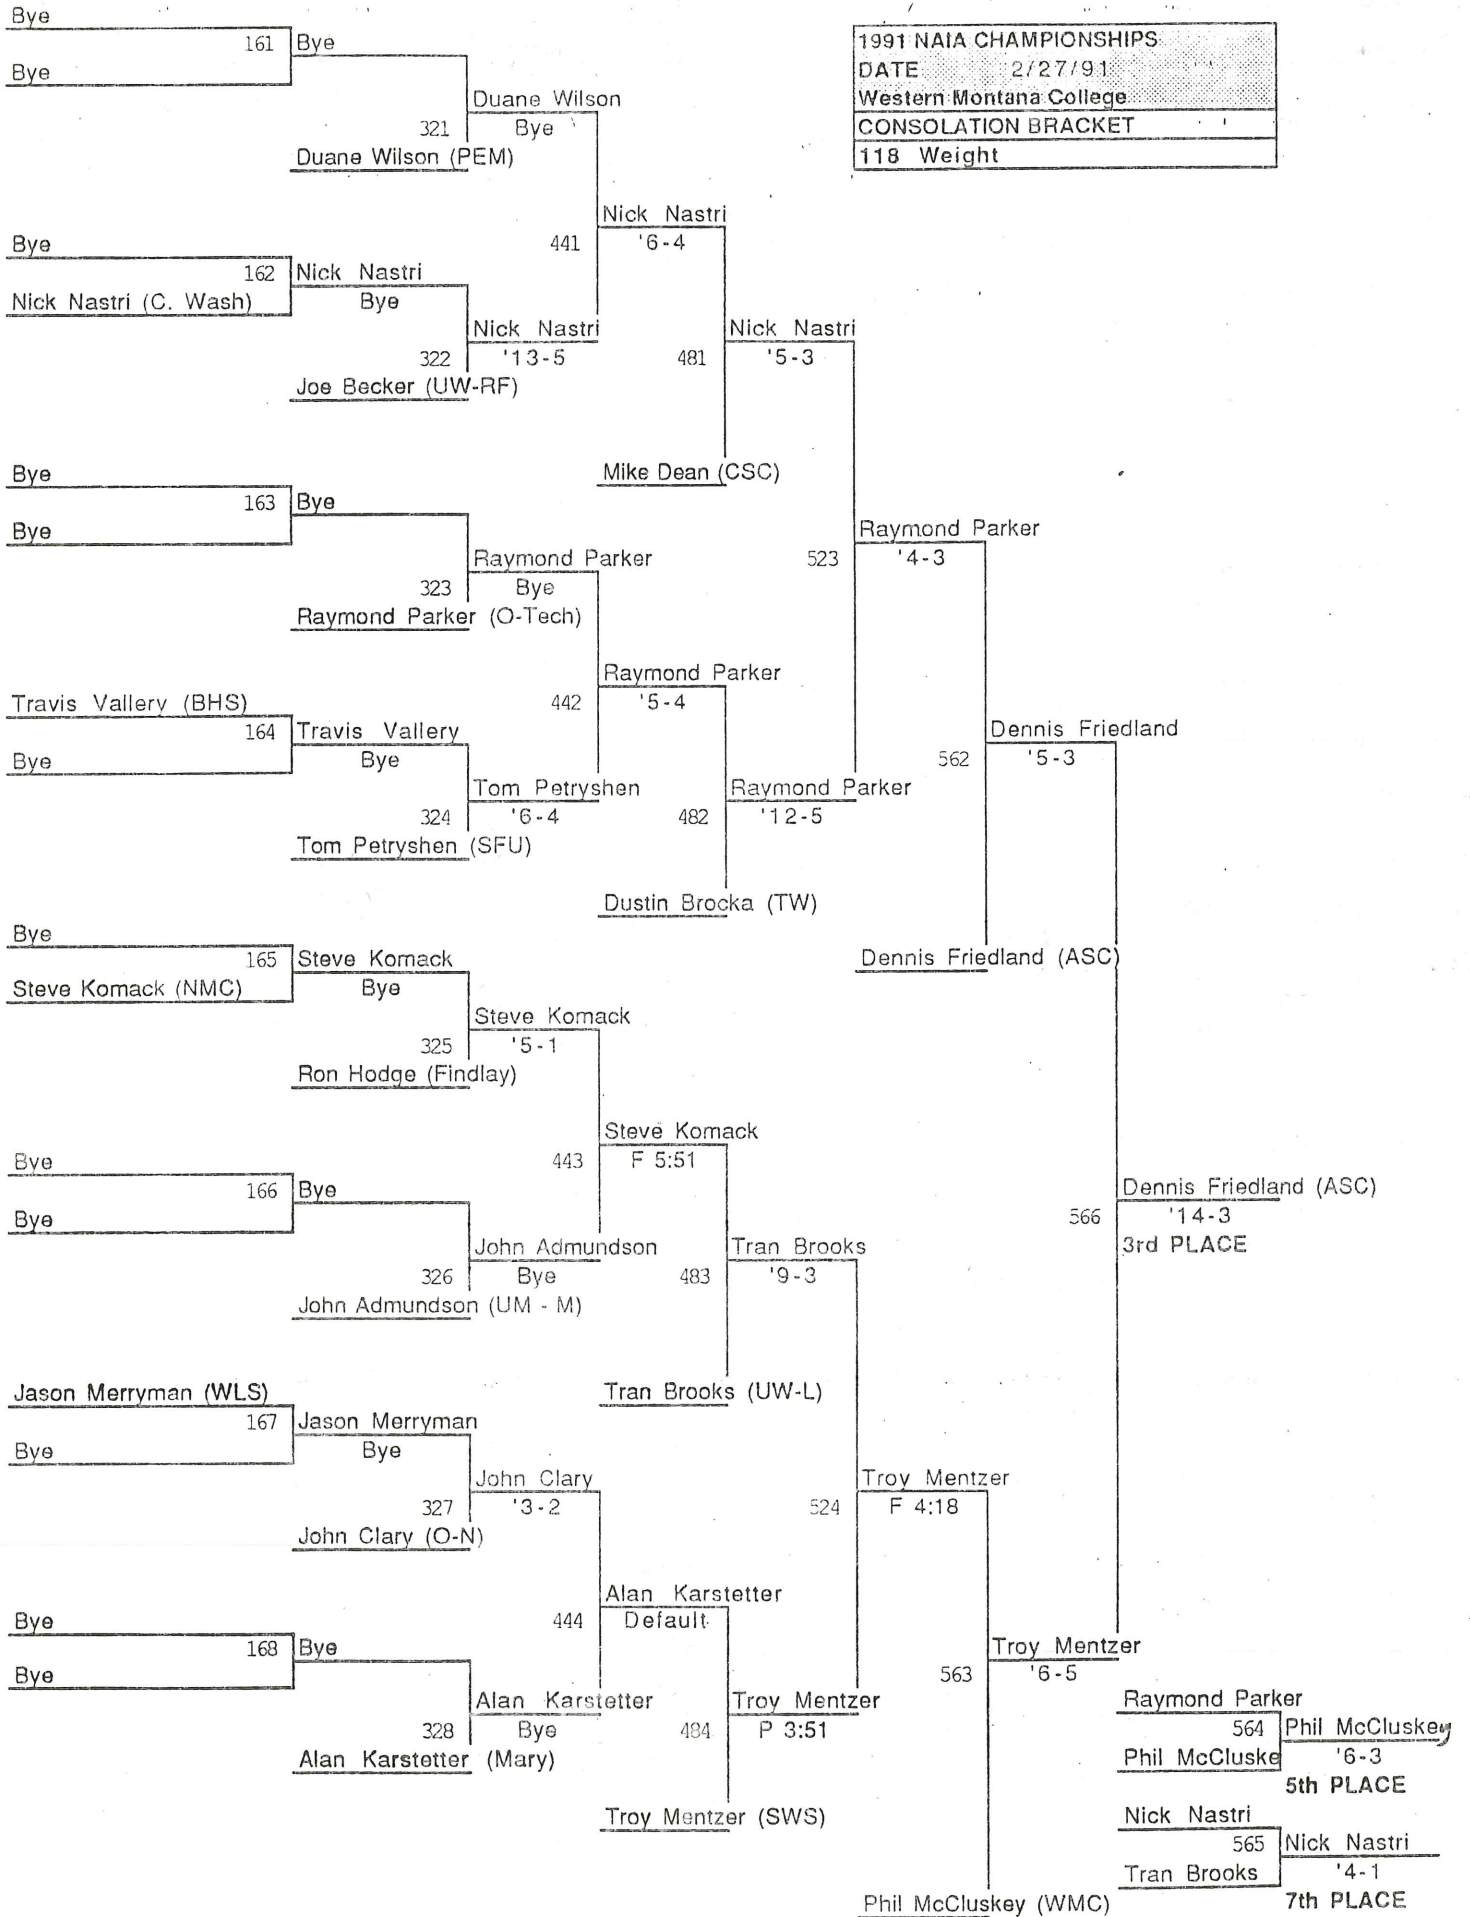 1991 NAIA CHAMPIONSHIPS
DATE 2/27/91
Western Montana College
CONSOLATION BRACKET
118 Weight
Bye
161 Bye
Bye
Duane Wilson
321 Bye
Duane Wilson (PEM)
Nick Nastri
441 '6-4
Bye
162 Nick Nastri
Nick Nastri (C. Wash) Bye
Nick Nastri
322 '13-5
Joe Becker (UW-RF)
Nick Nastri
481 '5-3
Mike Dean (CSC)
Bye
163 Bye
Bye
Raymond Parker
523 '4-3
Raymond Parker
323 Bye
Raymond Parker (O-Tech)
Raymond Parker
442 '5-4
Travis Vallery (BHS)
164 Travis Vallery
Bye Bye
Dennis Friedland
562 '5-3
Tom Petryshen
324 '6-4
Tom Petryshen (SFU)
Raymond Parker
482 '12-5
Dustin Brocka (TW)
Bye
165 Steve Komack
Steve Komack (NMC) Bye
Dennis Friedland (ASC)
Steve Komack
325 '5-1
Ron Hodge (Findlay)
Steve Komack
443 F 5:51
Bye
166 Bye
Bye
Dennis Friedland (ASC)
566 '14-3
3rd PLACE
John Admundson
326 Bye
John Admundson (UM - M)
Tran Brooks
483 '9-3
Tran Brooks (UW-L)
Jason Merryman (WLS)
167 Jason Merryman
Bye Bye
John Clary
327 '3-2
John Clary (O-N)
Troy Mentzer
524 F 4:18
Alan Karstetter
444 Default
Bye
168 Bye
Bye
Troy Mentzer
563 '6-5
Alan Karstetter
328 Bye
Alan Karstetter (Mary)
Troy Mentzer
484 P 3:51
Troy Mentzer (SWS)
Raymond Parker
564 Phil McCluskey
Phil McCluske '6-3
5th PLACE
Nick Nastri
565 Nick Nastri
Tran Brooks '4-1
7th PLACE
Phil McCluskey (WMC)